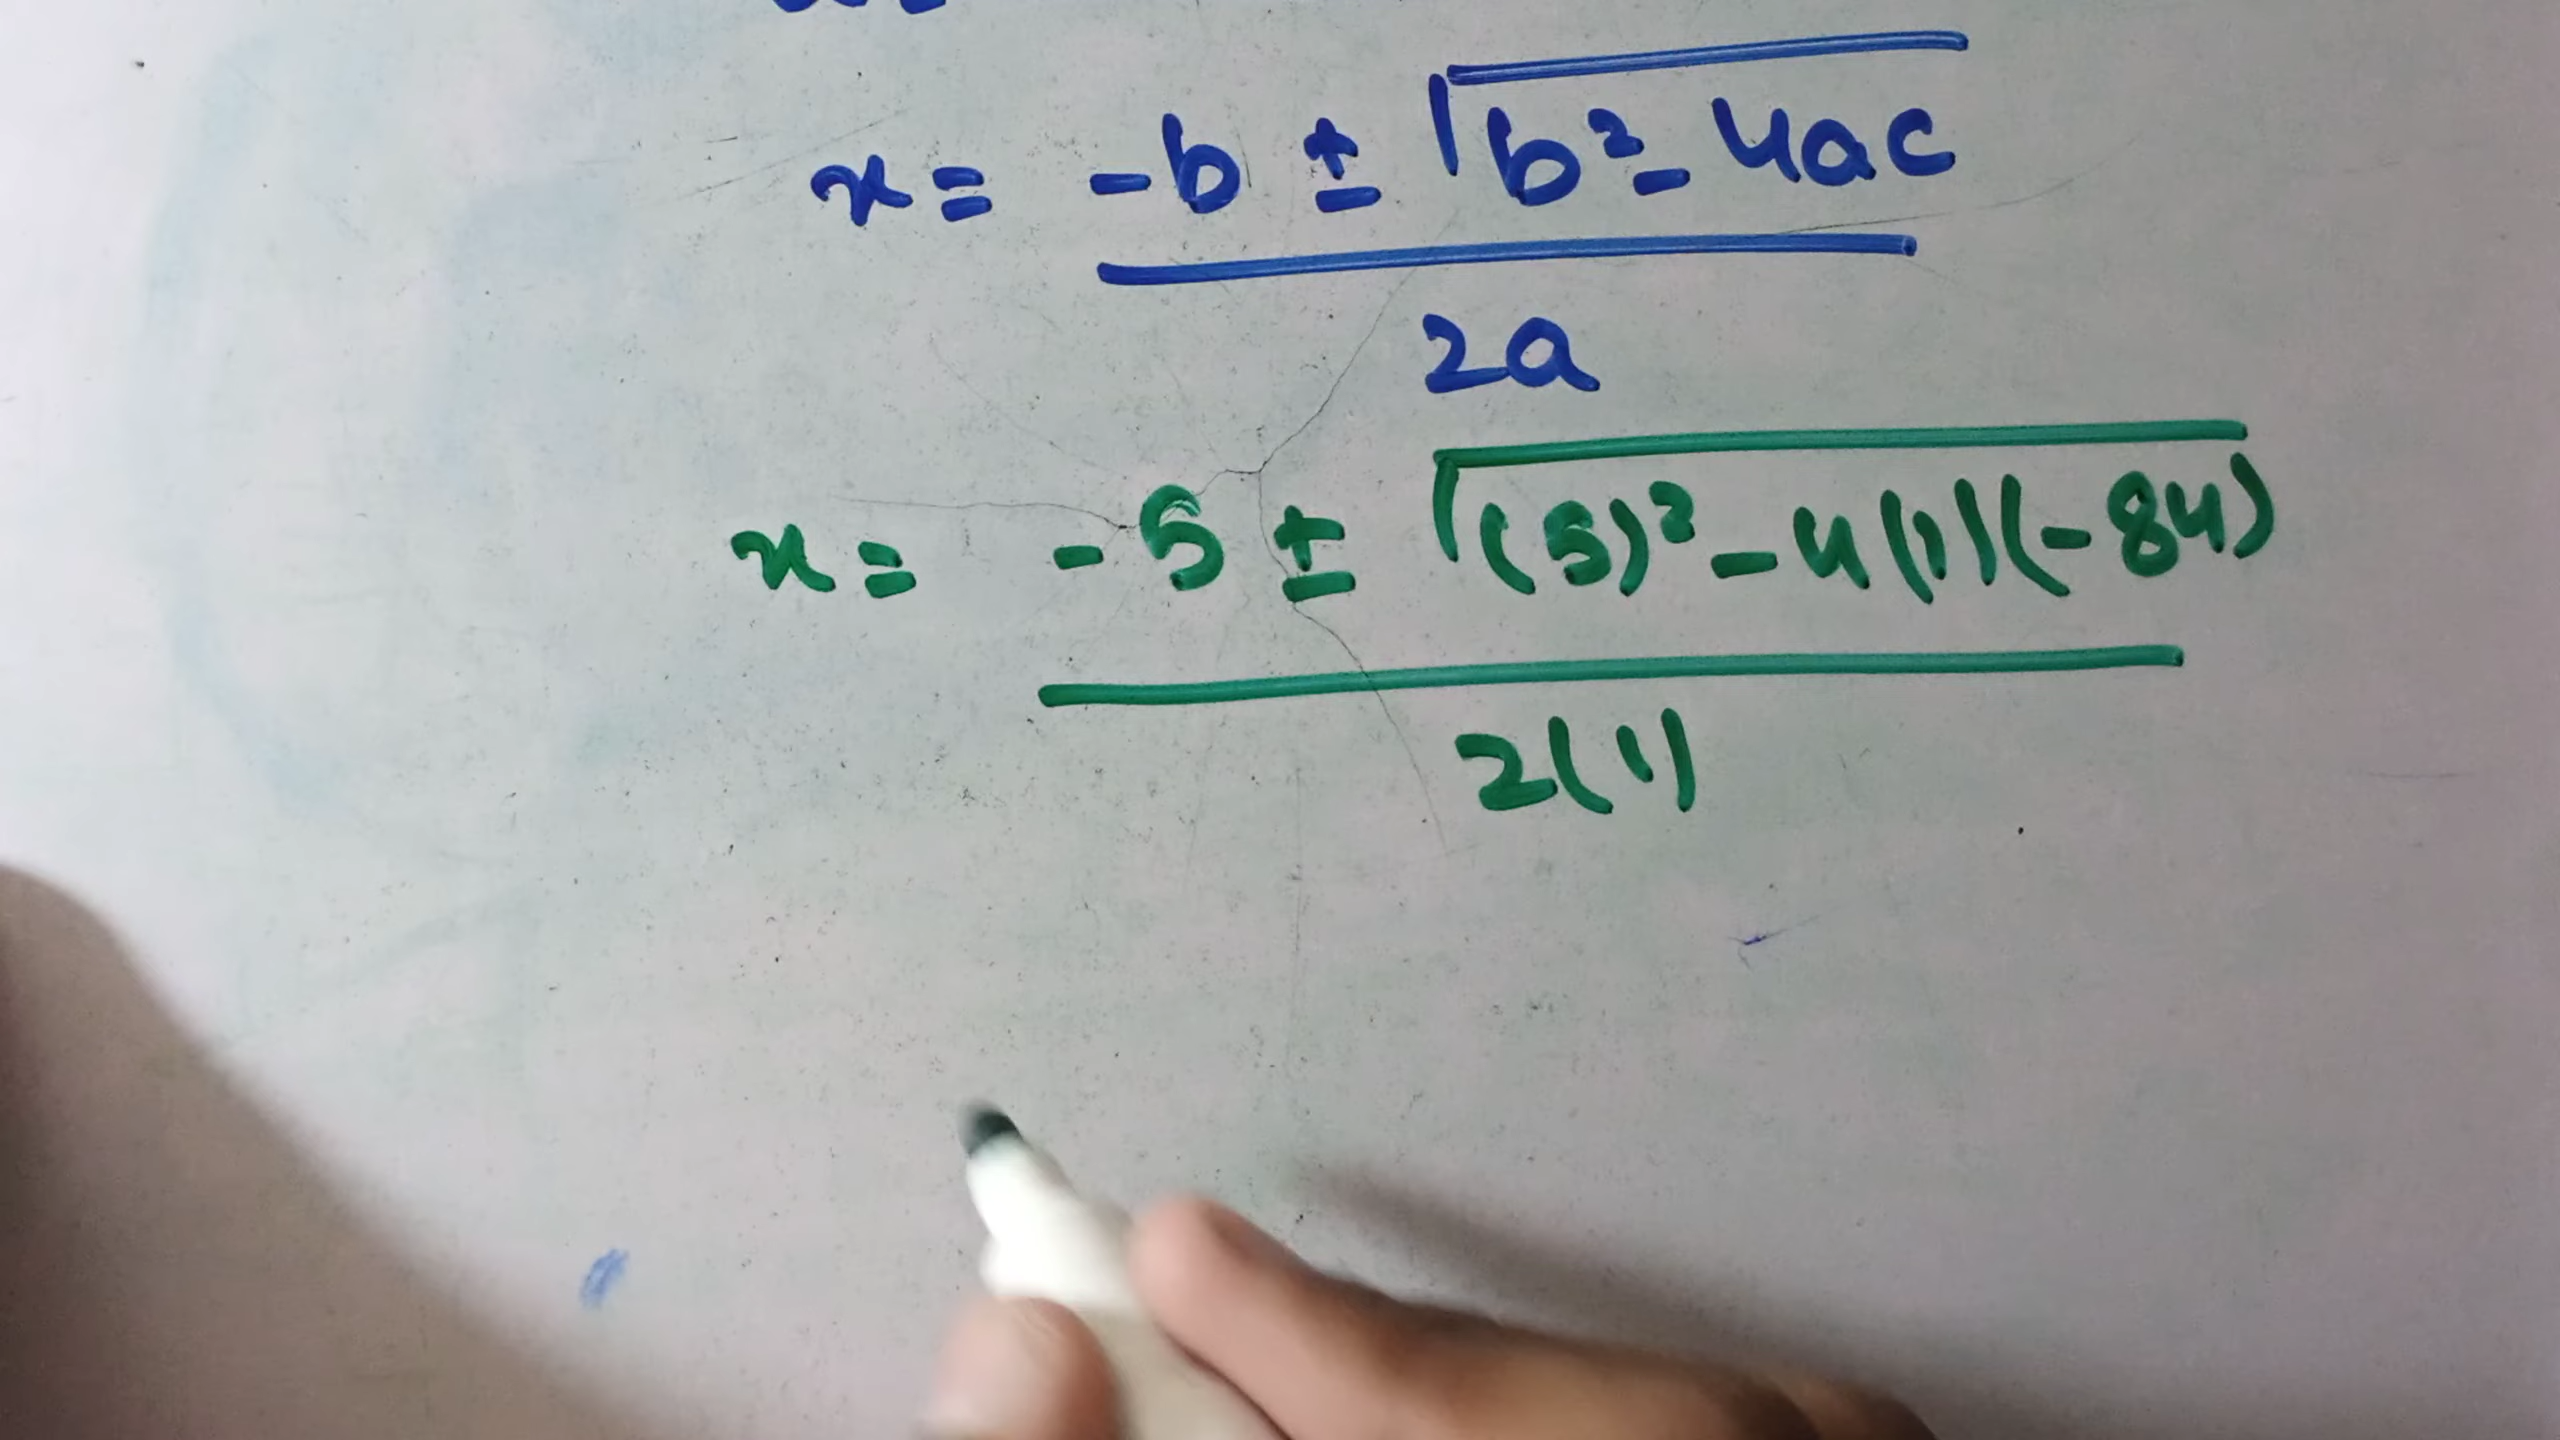 x = -b ± √b² - 4ac
2a
x = -5 ± √(5)² - 4(1)(-84)
2(1)